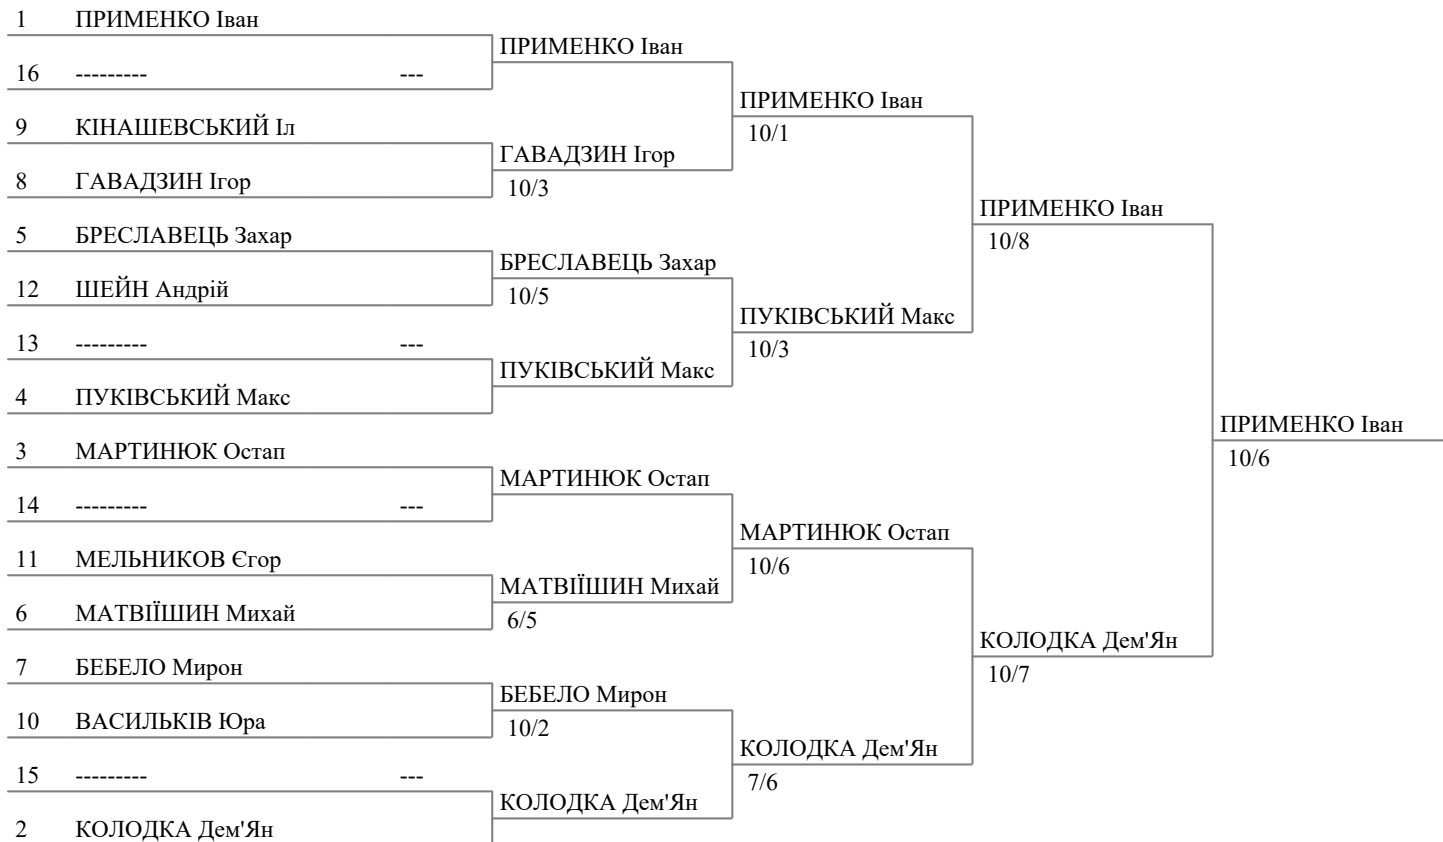 1 ПРИМЕНКО Іван
ПРИМЕНКО Іван
16 --------- ---
ПРИМЕНКО Іван
9 КІНАШЕВСЬКИЙ Іл
10/1
ГАВАДЗИН Ігор
8 ГАВАДЗИН Ігор
10/3
ПРИМЕНКО Іван
5 БРЕСЛАВЕЦЬ Захар
10/8
БРЕСЛАВЕЦЬ Захар
12 ШЕЙН Андрій
10/5
ПУКІВСЬКИЙ Макс
13 --------- ---
10/3
ПУКІВСЬКИЙ Макс
4 ПУКІВСЬКИЙ Макс
ПРИМЕНКО Іван
3 МАРТИНЮК Остап
10/6
МАРТИНЮК Остап
14 --------- ---
МАРТИНЮК Остап
11 МЕЛЬНИКОВ Єгор
10/6
МАТВІЇШИН Михай
6 МАТВІЇШИН Михай
6/5
КОЛОДКА Дем'Ян
7 БЕБЕЛО Мирон
10/7
БЕБЕЛО Мирон
10 ВАСИЛЬКІВ Юра
10/2
КОЛОДКА Дем'Ян
15 --------- ---
7/6
КОЛОДКА Дем'Ян
2 КОЛОДКА Дем'Ян